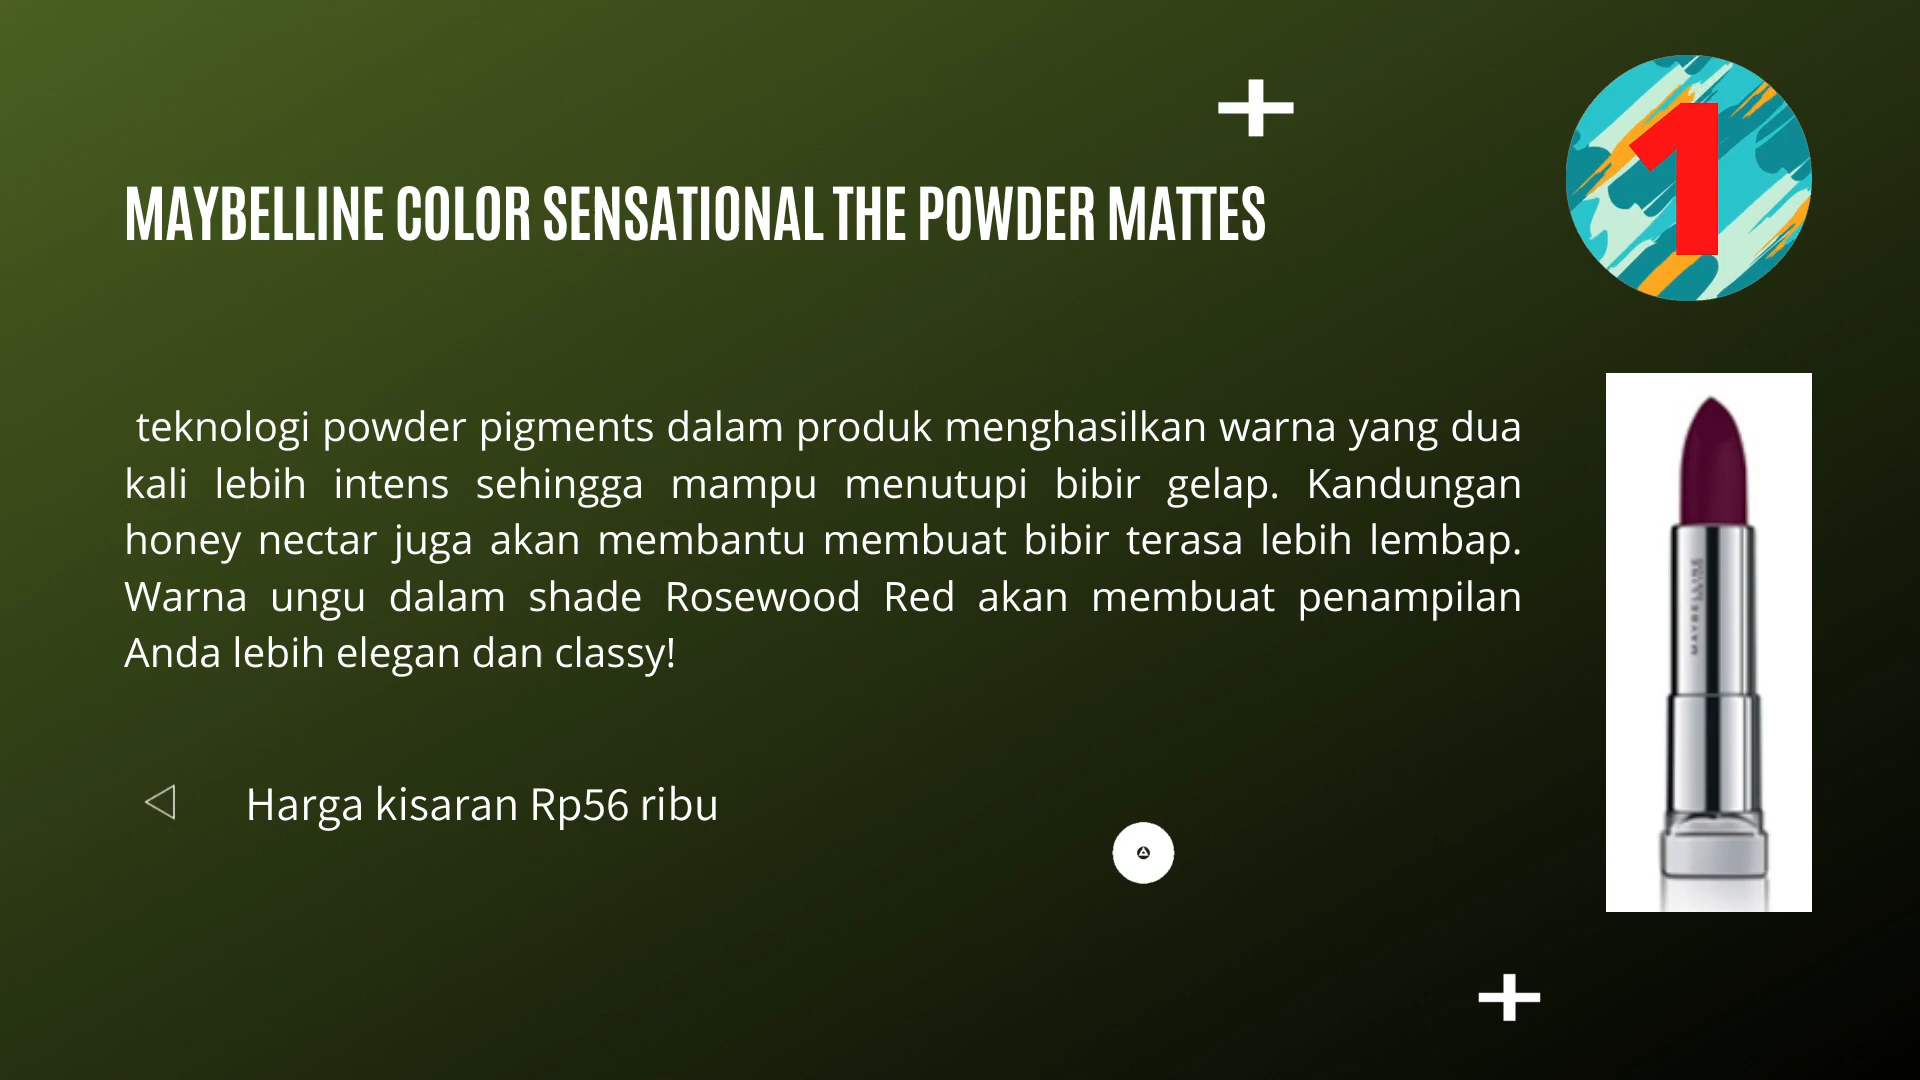 1
MAYBELLINE COLOR SENSATIONAL THE POWDER MATTES
teknologi powder pigments dalam produk menghasilkan warna yang dua
kali lebih intens sehingga mampu menutupi bibir gelap. Kandungan
honey nectar juga akan membantu membuat bibir terasa lebih lembap.
Warna ungu dalam shade Rosewood Red akan membuat penampilan
Anda lebih elegan dan classy!
MAYBELLINE
Harga kisaran Rp56 ribu